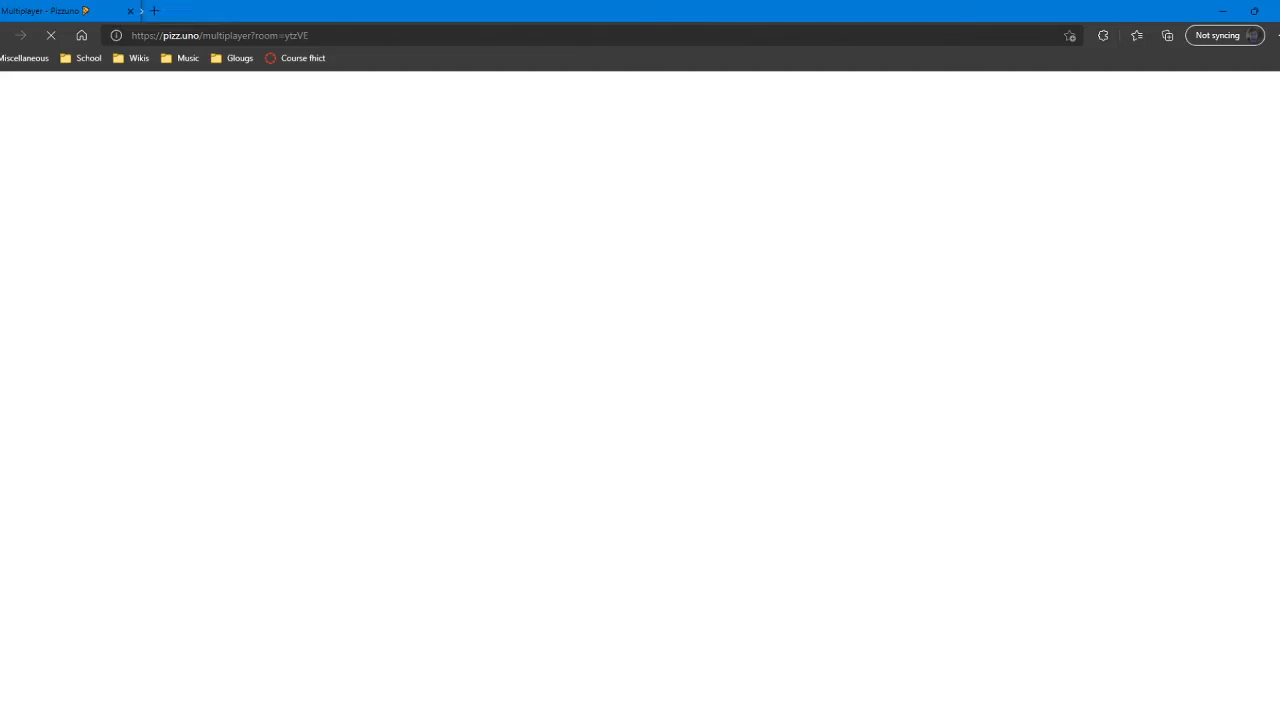 Multiplayer - Pizzuno
https://pizz.uno/multiplayer?room=ytzVE
Not syncing
Miscellaneous School Wikis Music Glougs Course fhict